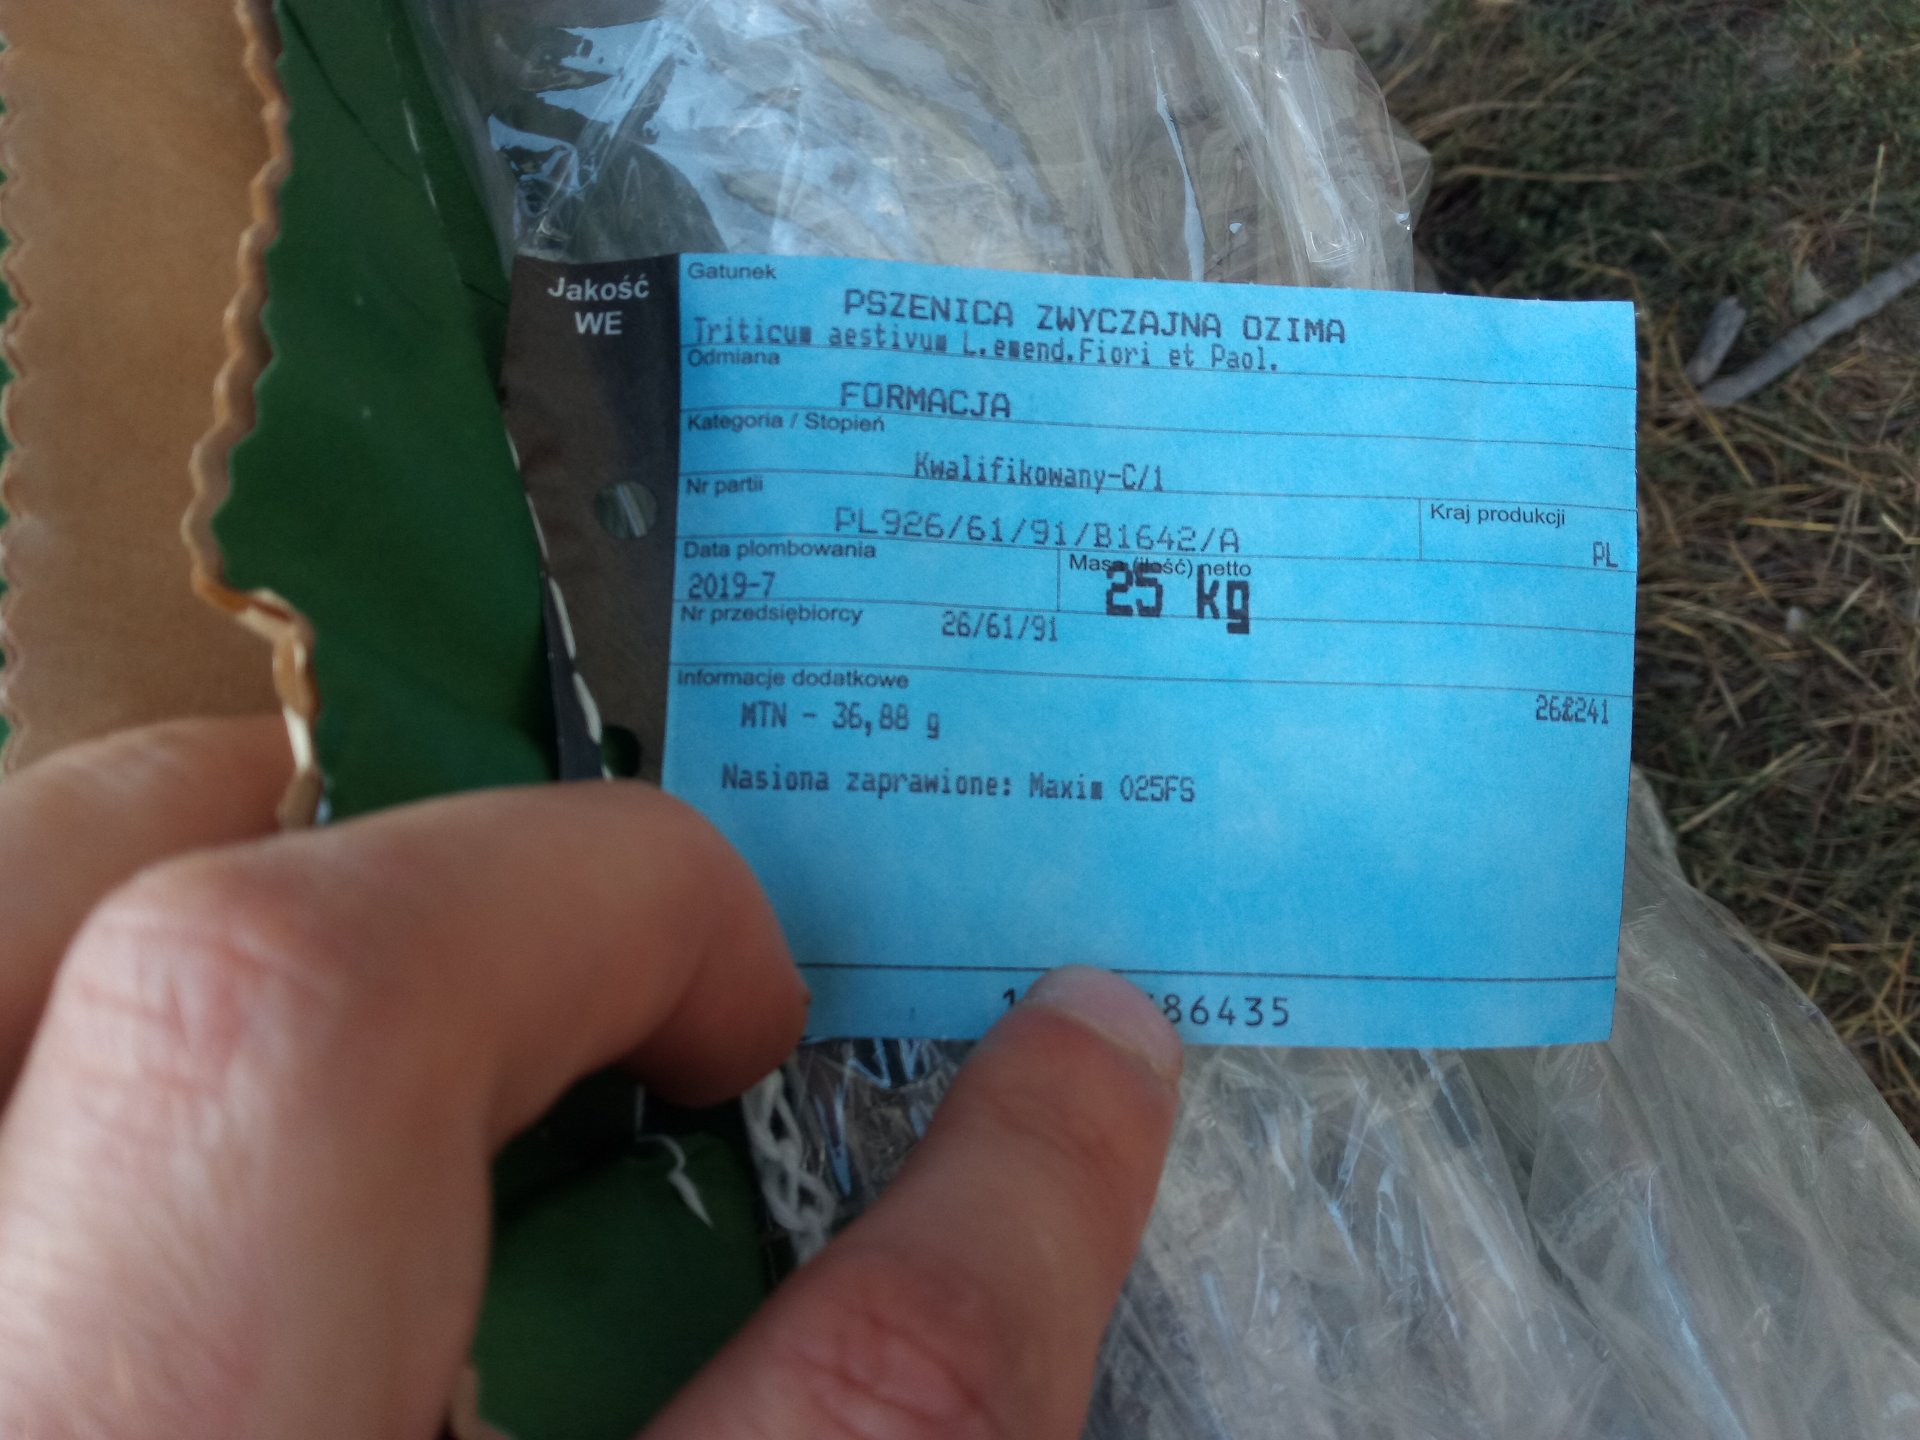 Jakość
WE
Gatunek
PSZENICA ZWYCZAJNA OZIMA
Triticum aestivum L.emend.Fiori et Paol.
Odmiana
FORMACJA
Kategoria / Stopień
Kwalifikowany-C/1
Nr partii
PL926/61/91/B1642/A
Kraj produkcji
PL
Data plombowania
2019-7
Masa (ilość) netto
25 kg
Nr przedsiębiorcy
26/61/91
Informacje dodatkowe
MTN - 36,88 g
Nasiona zaprawione: Maxim 025FS